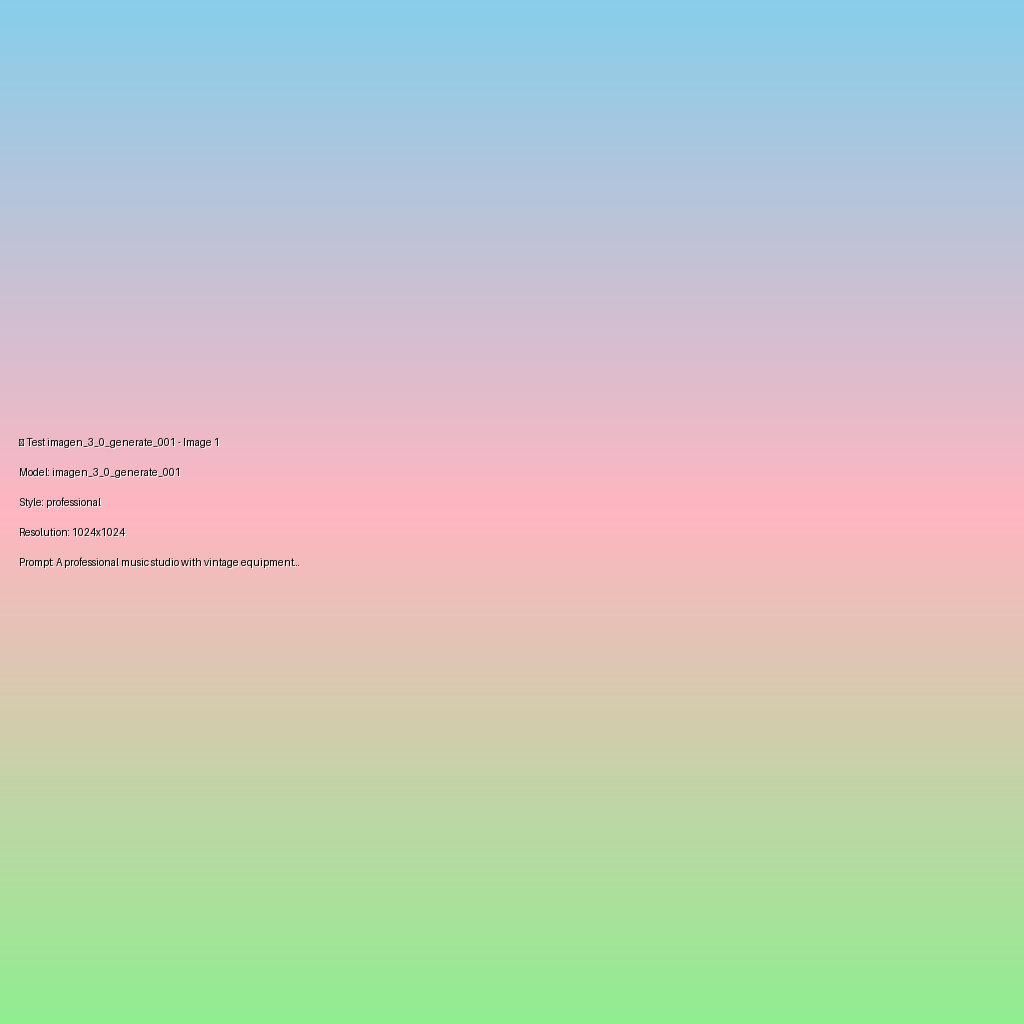 Test imagen_3_0_generate_001 - Image 1
Model: imagen_3_0_generate_001
Style: professional
Resolution: 1024x1024
Prompt: A professional music studio with vintage equipment...